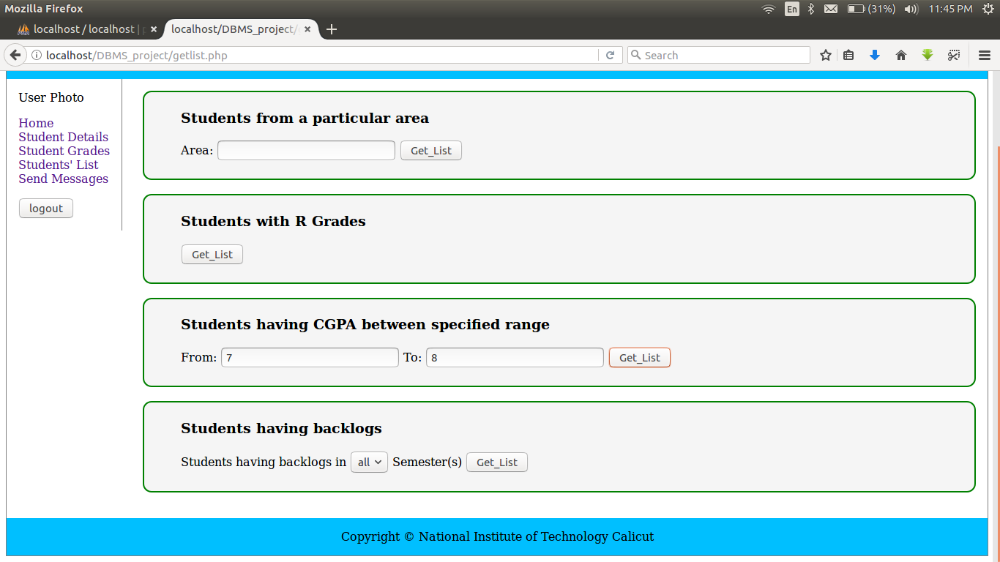 Mozilla Firefox
En (31%) 11:45 PM
localhost / localhost | p
localhost/DBMS_project/
localhost/DBMS_project/getlist.php
Search
User Photo
Home
Student Details
Student Grades
Students' List
Send Messages
logout
Students from a particular area
Area: Get_List
Students with R Grades
Get_List
Students having CGPA between specified range
From: 7 To: 8 Get_List
Students having backlogs
Students having backlogs in all Semester(s) Get_List
Copyright © National Institute of Technology Calicut